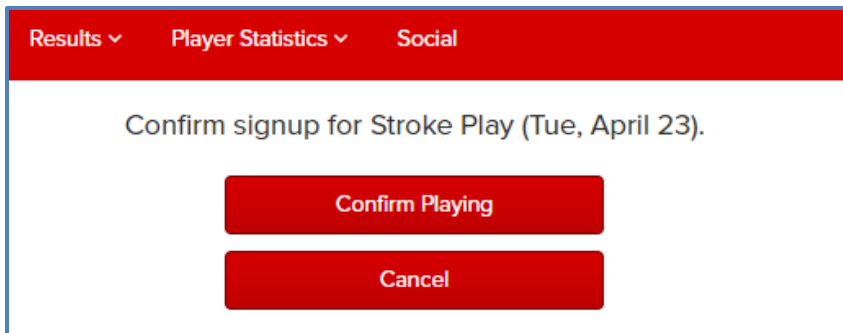 Results Player Statistics Social
Confirm signup for Stroke Play (Tue, April 23).
Confirm Playing
Cancel